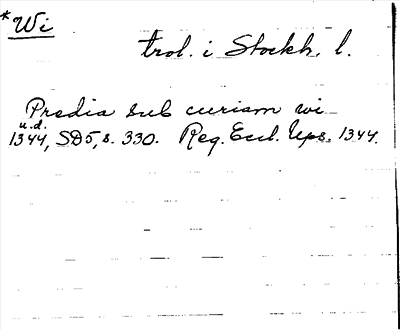 *Wi
trol. i Stockh. l.
Predia sub curiam wi
u.d.
1344, SD5, s. 330. Reg. Eccl. Ups. 1344.